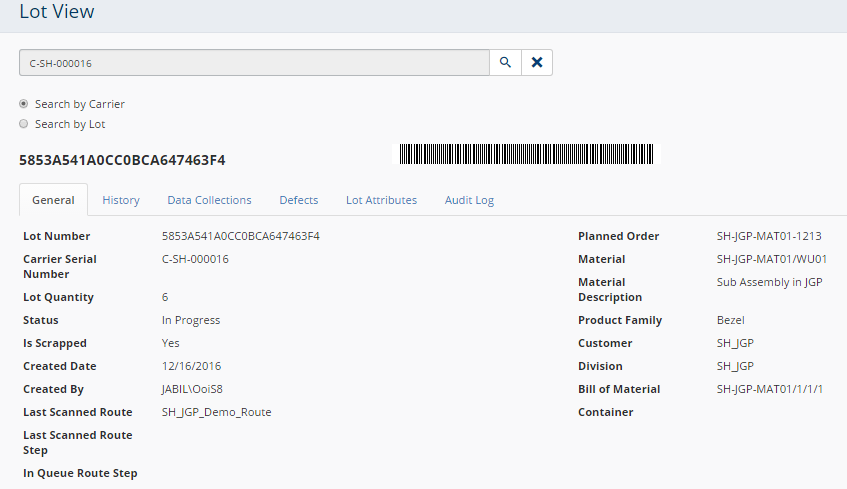 Lot View
C-SH-000016
Search by Carrier
Search by Lot
5853A541A0CC0BCA647463F4
General History Data Collections Defects Lot Attributes Audit Log
Lot Number 5853A541A0CC0BCA647463F4
Carrier Serial
Number C-SH-000016
Lot Quantity 6
Status In Progress
Is Scrapped Yes
Created Date 12/16/2016
Created By JABIL\OoiS8
Last Scanned Route SH_JGP_Demo_Route
Last Scanned Route
Step
In Queue Route Step
Planned Order SH-JGP-MAT01-1213
Material SH-JGP-MAT01/WU01
Material
Description Sub Assembly in JGP
Product Family Bezel
Customer SH_JGP
Division SH_JGP
Bill of Material SH-JGP-MAT01/1/1/1
Container